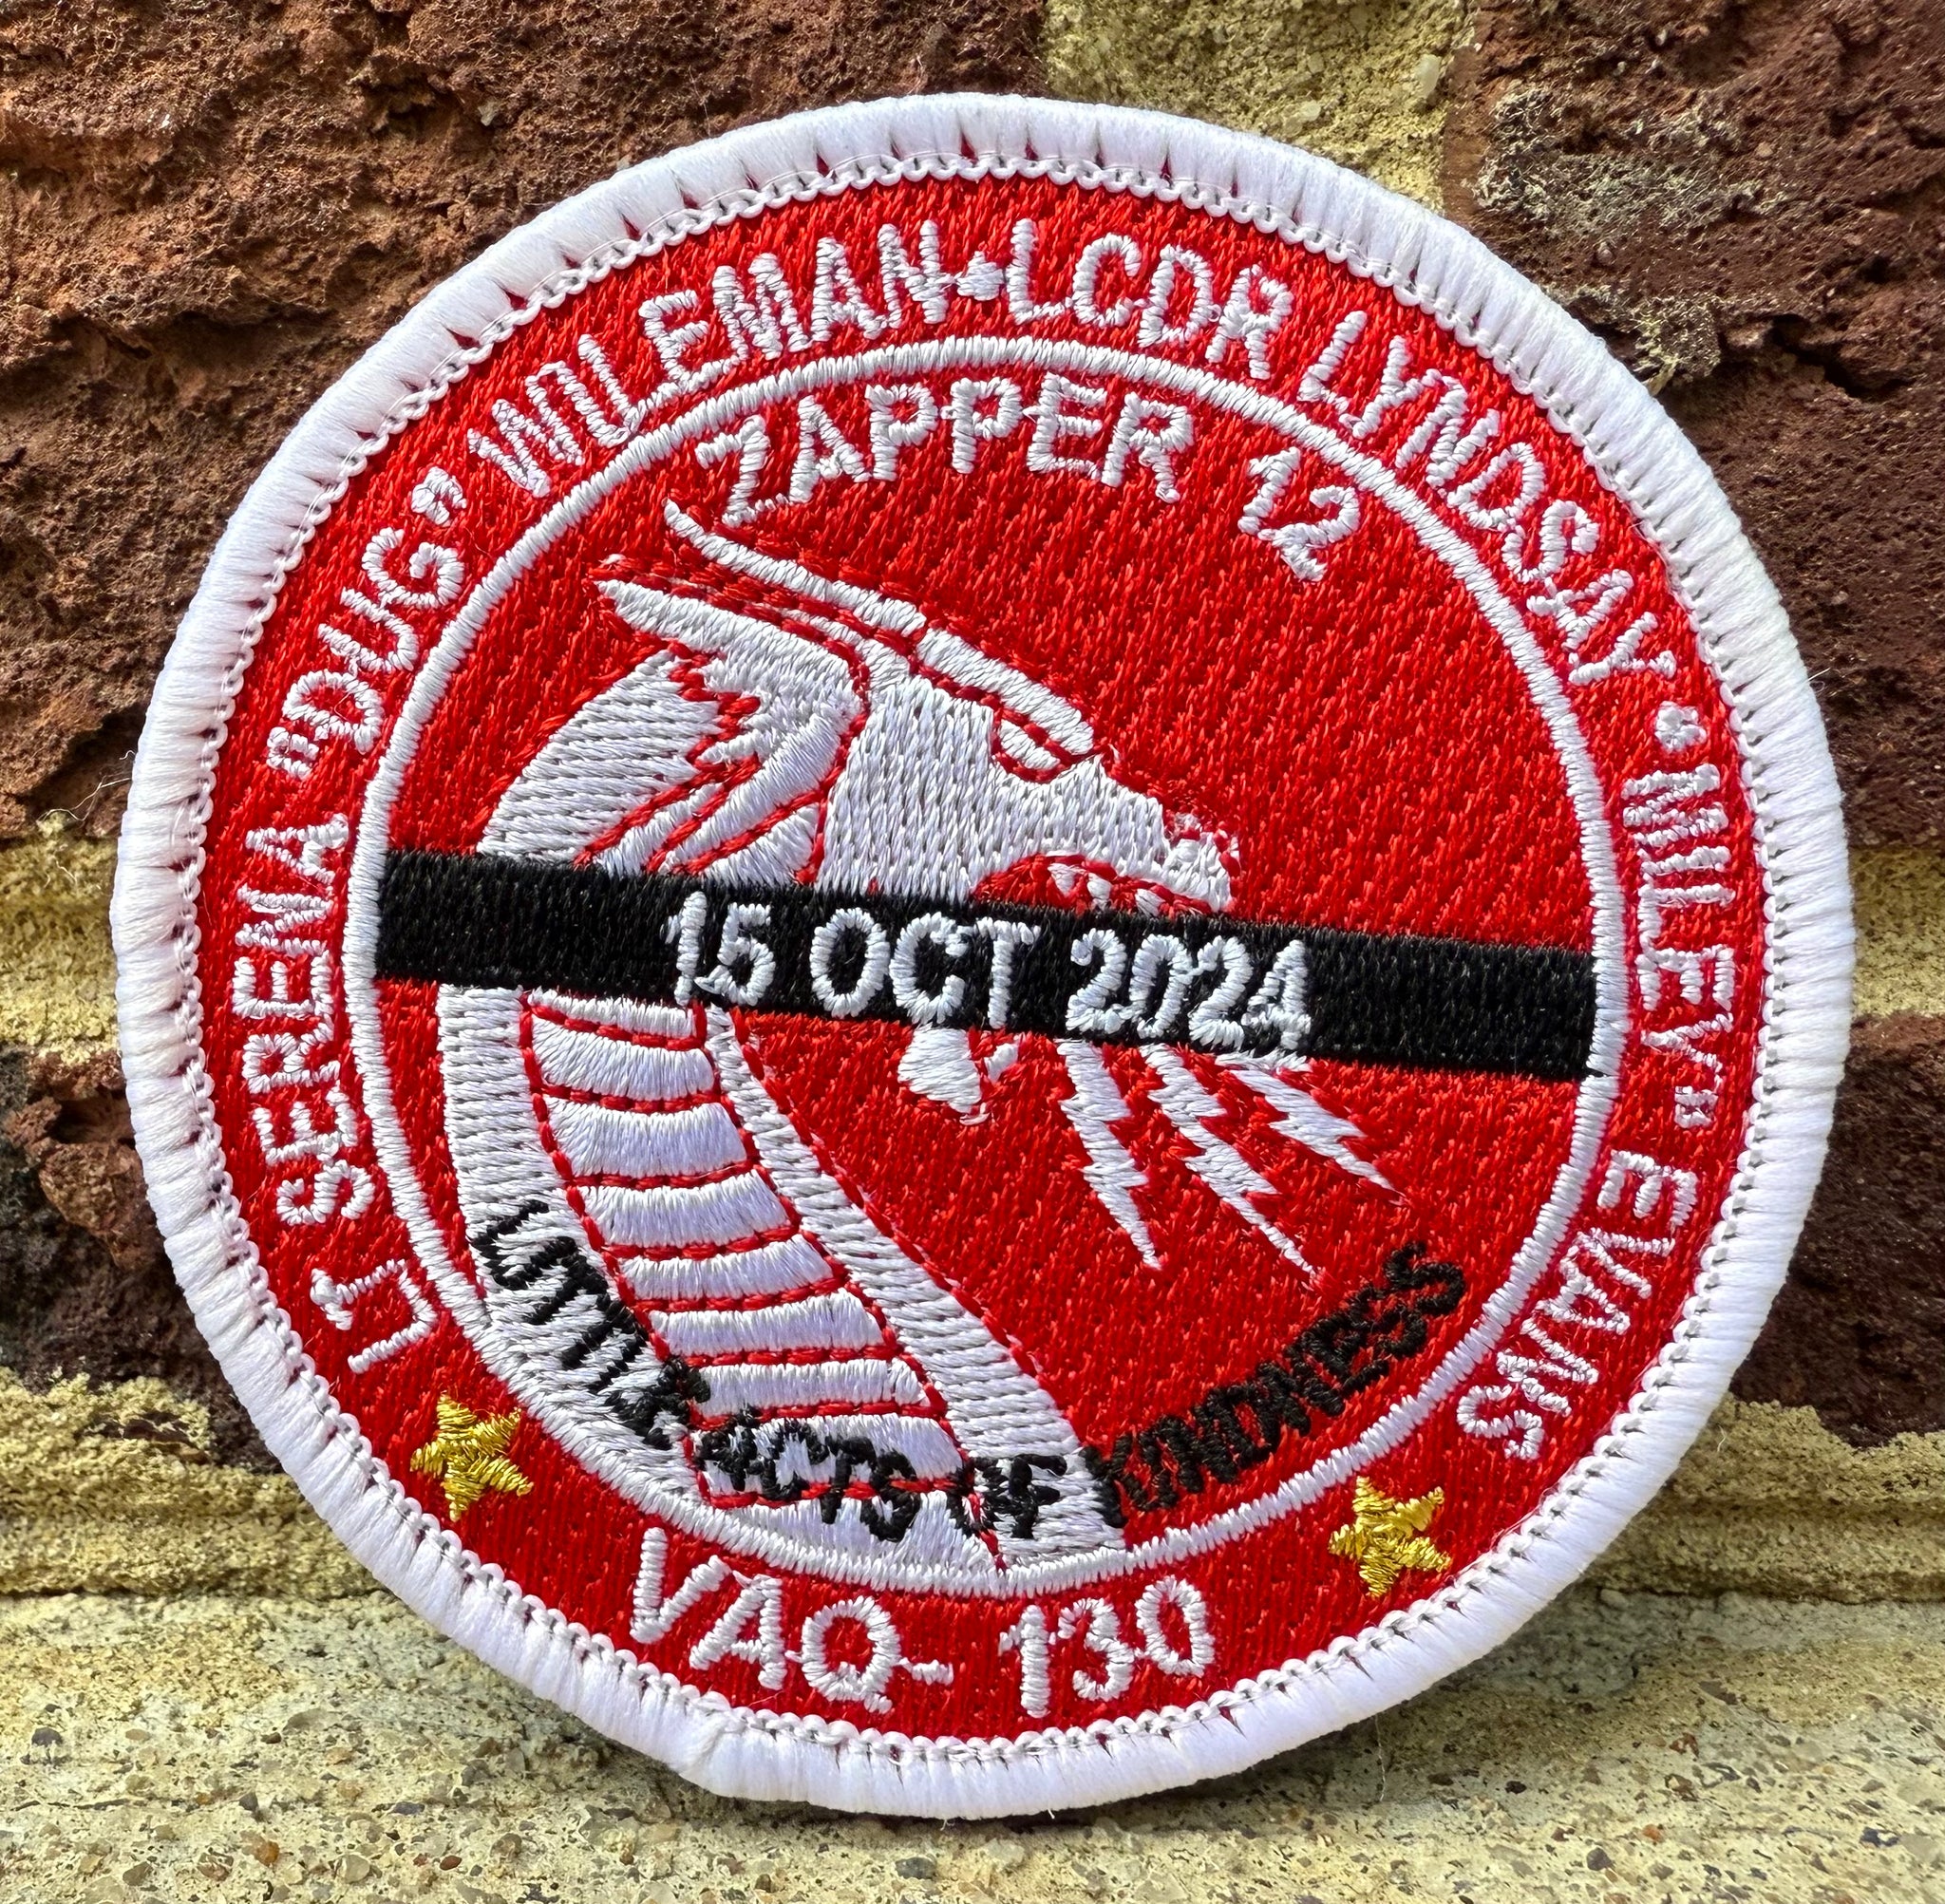 LT SERENA "DUG" WILEMAN • LCDR LYNDSAY • MILEY" EVANS
ZAPPER 12
15 OCT 2024
LITTLE ACTS OF KINDNESS
VAQ-130